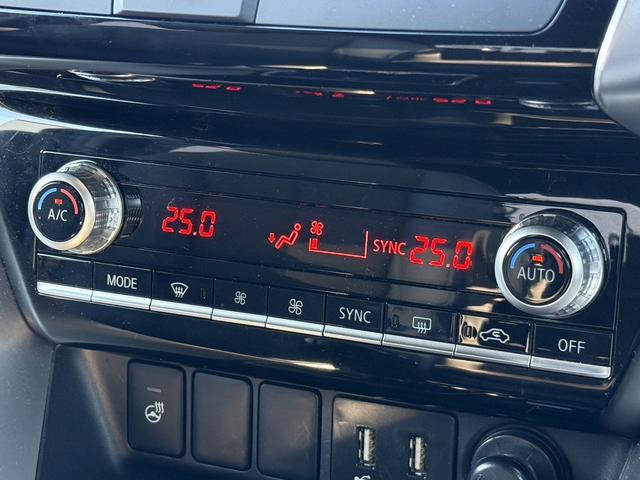 A/C
25.0
SYNC
25.0
AUTO
MODE
SYNC
OFF